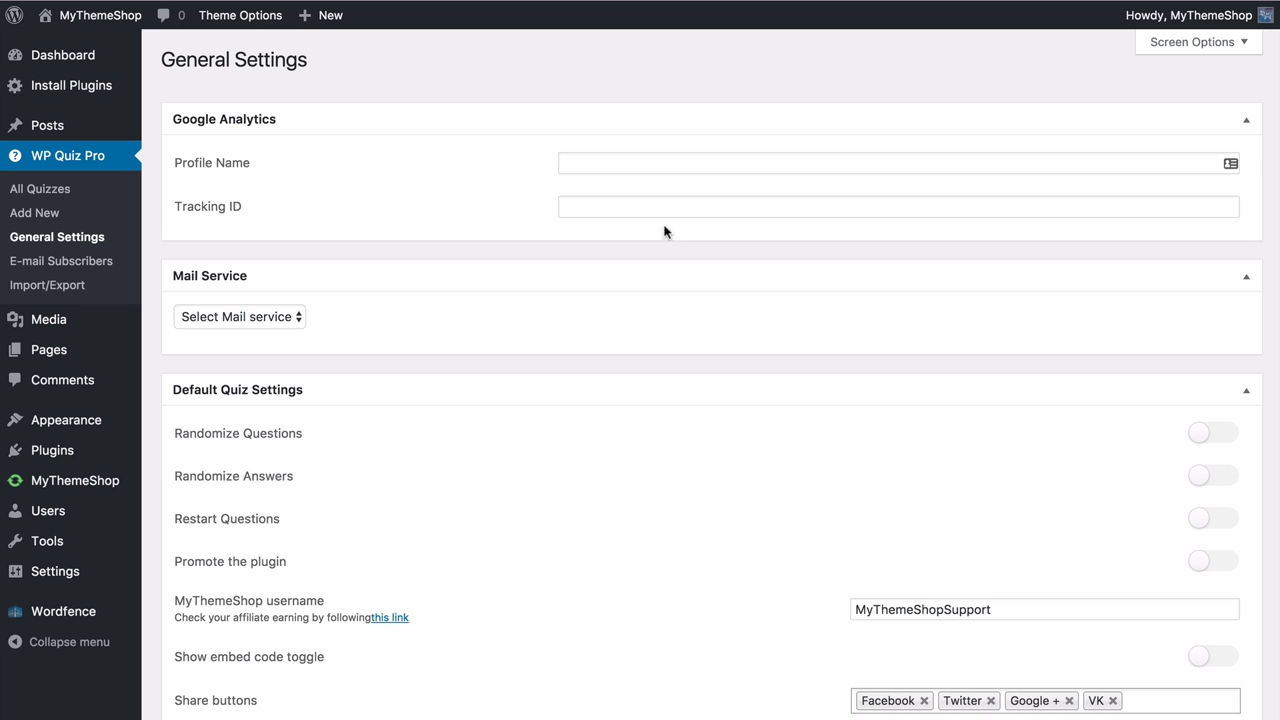 MyThemeShop 0 Theme Options + New Howdy, MyThemeShop
Screen Options
Dashboard
Install Plugins
Posts
WP Quiz Pro
All Quizzes
Add New
General Settings
E-mail Subscribers
Import/Export
Media
Pages
Comments
Appearance
Plugins
MyThemeShop
Users
Tools
Settings
Wordfence
Collapse menu
General Settings
Google Analytics
Profile Name
Tracking ID
Mail Service
Select Mail service
Default Quiz Settings
Randomize Questions
Randomize Answers
Restart Questions
Promote the plugin
MyThemeShop username
Check your affiliate earning by followingthis link
MyThemeShopSupport
Show embed code toggle
Share buttons
Facebook × Twitter × Google + × VK ×